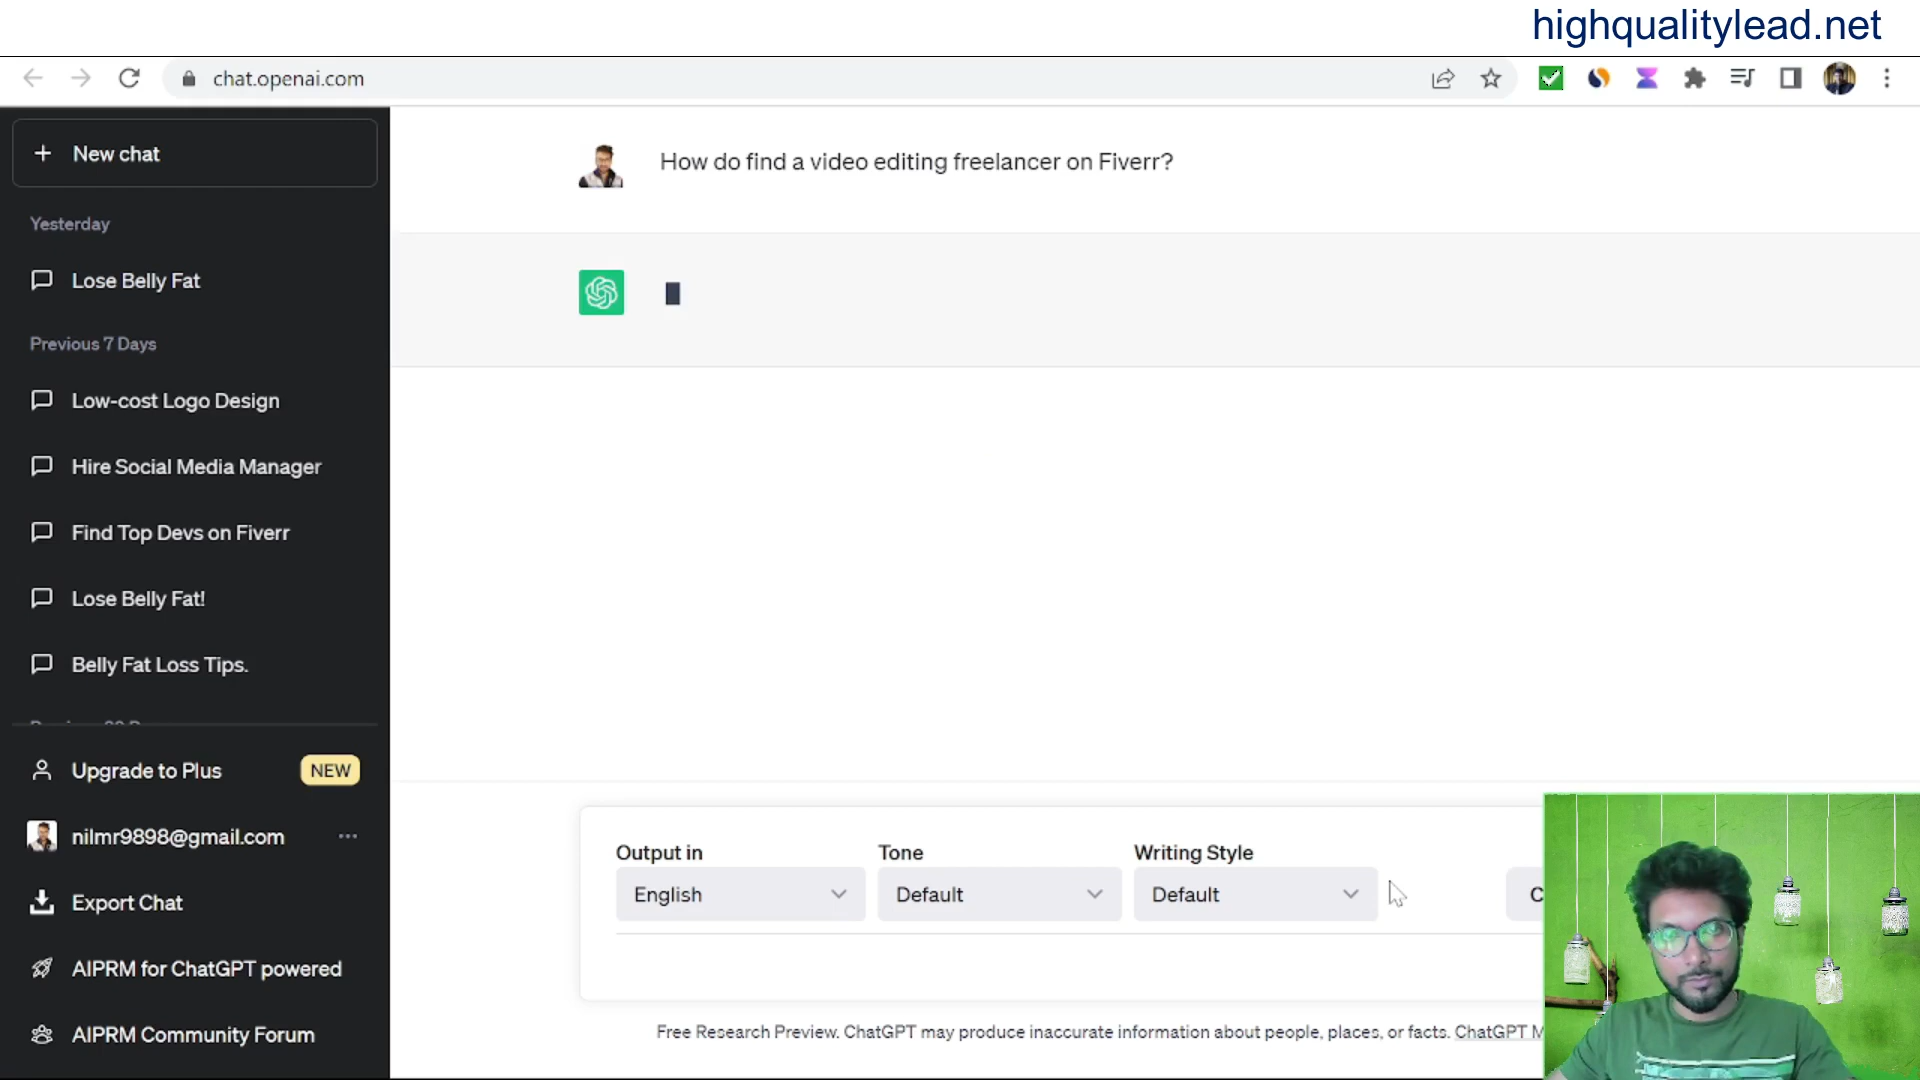 highqualitylead.net
chat.openai.com
New chat
How do find a video editing freelancer on Fiverr?
Yesterday
Lose Belly Fat
Previous 7 Days
Low-cost Logo Design
Hire Social Media Manager
Find Top Devs on Fiverr
Lose Belly Fat!
Belly Fat Loss Tips.
Upgrade to Plus NEW
nilmr9898@gmail.com
Export Chat
AIPRM for ChatGPT powered
AIPRM Community Forum
Output in Tone Writing Style
English Default Default C
Free Research Preview. ChatGPT may produce inaccurate information about people, places, or facts. ChatGPT M